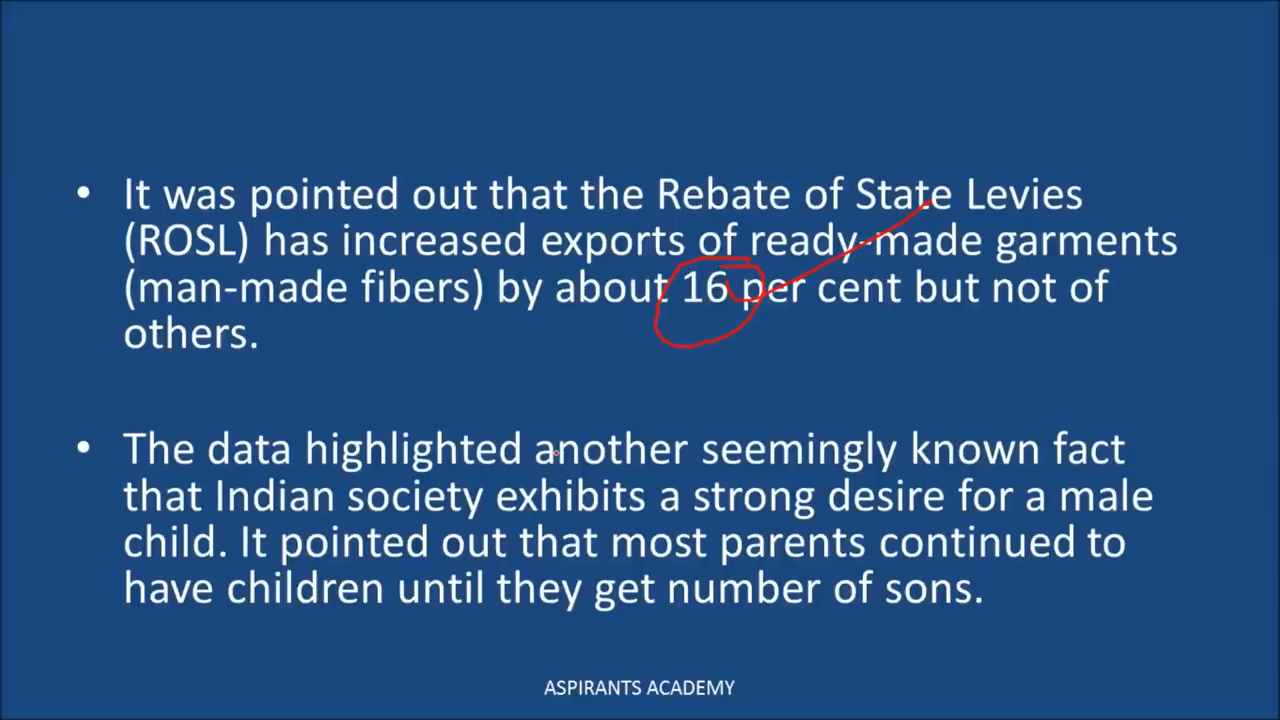 • It was pointed out that the Rebate of State Levies
(ROSL) has increased exports of ready-made garments
(man-made fibers) by about 16 per cent but not of
others.
• The data highlighted another seemingly known fact
that Indian society exhibits a strong desire for a male
child. It pointed out that most parents continued to
have children until they get number of sons.
ASPIRANTS ACADEMY